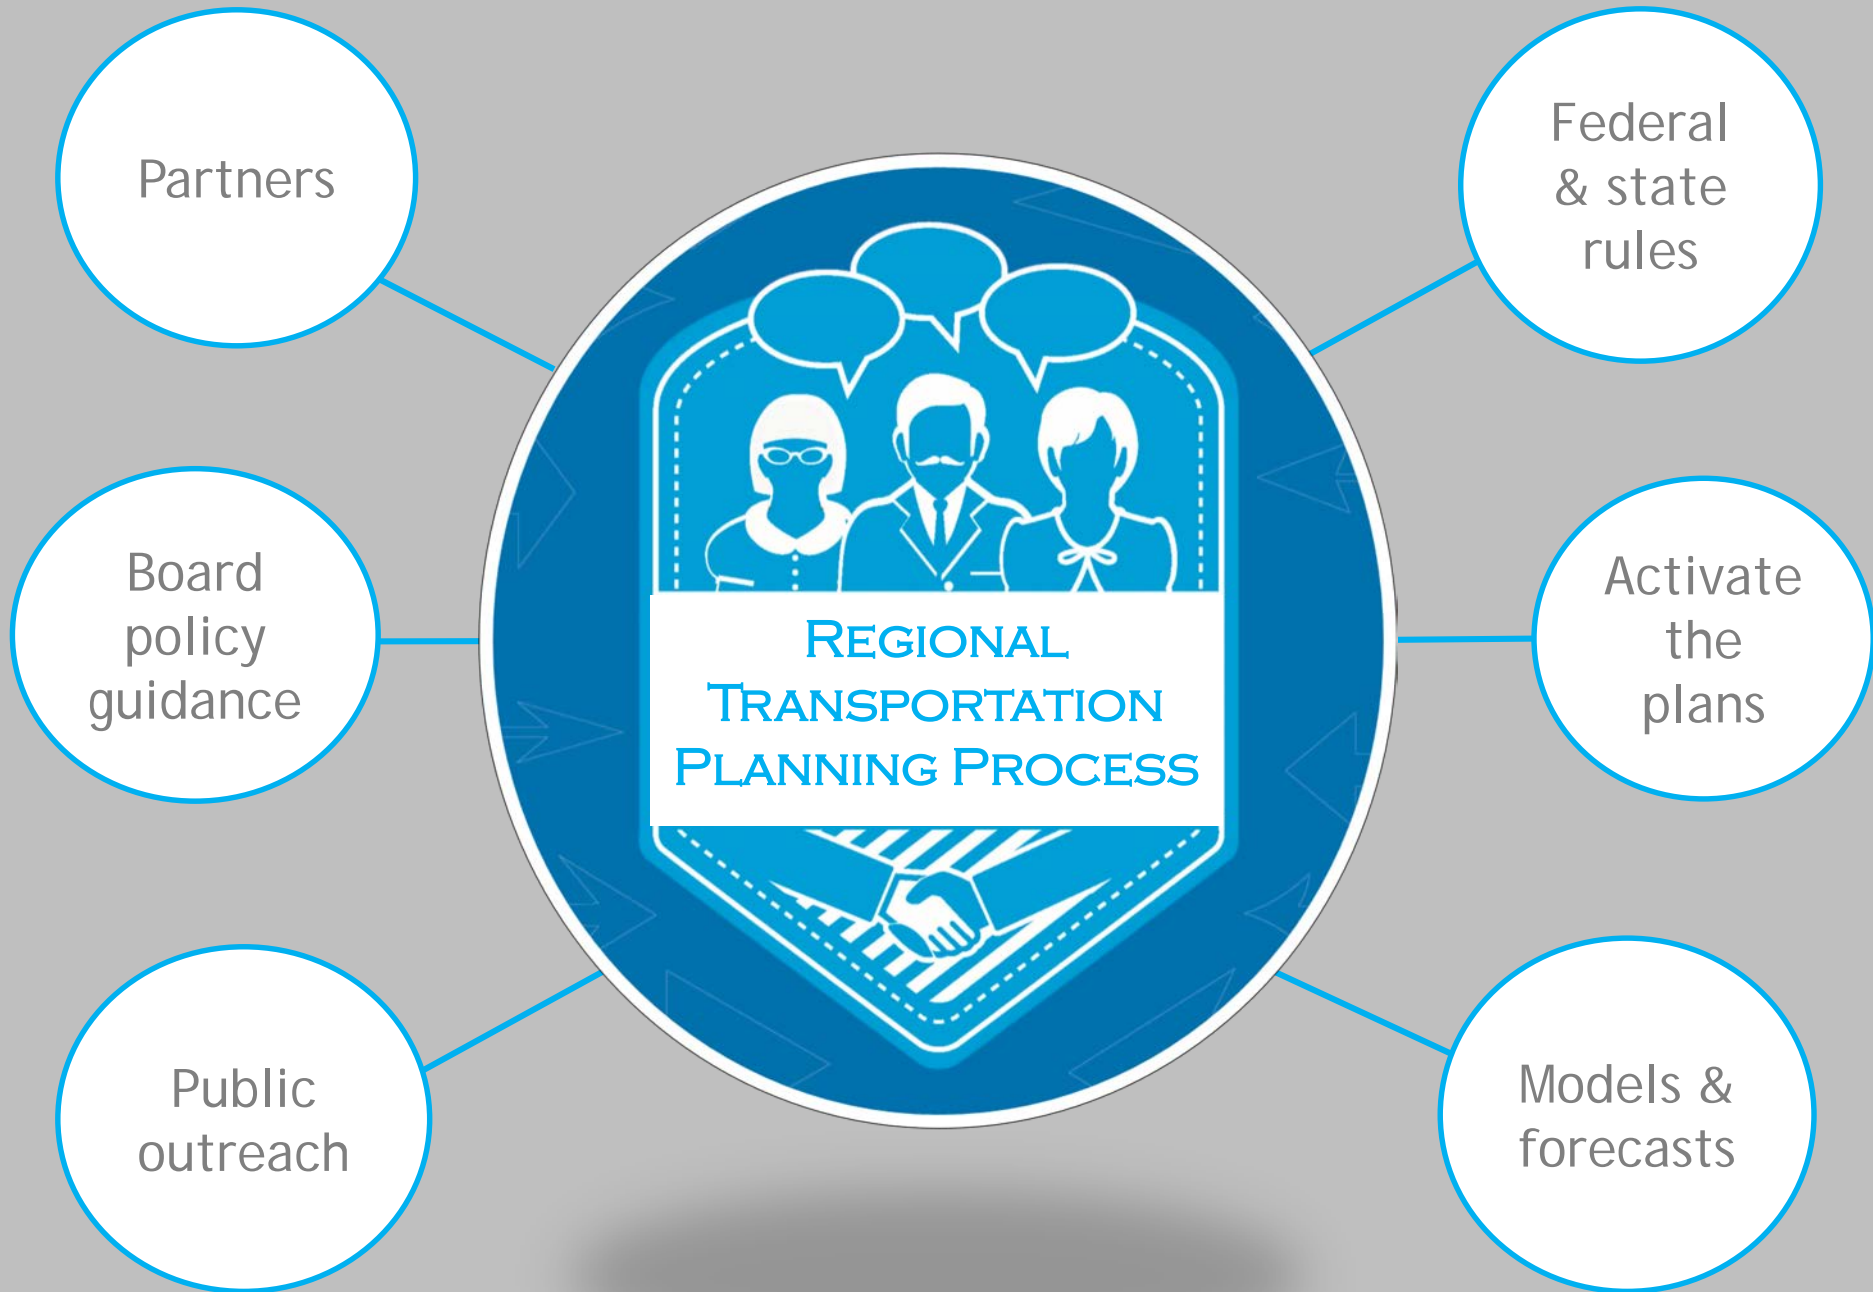 Partners
Federal
& state
rules
Board
policy
guidance
REGIONAL
TRANSPORTATION
PLANNING PROCESS
Activate
the
plans
Public
outreach
Models &
forecasts